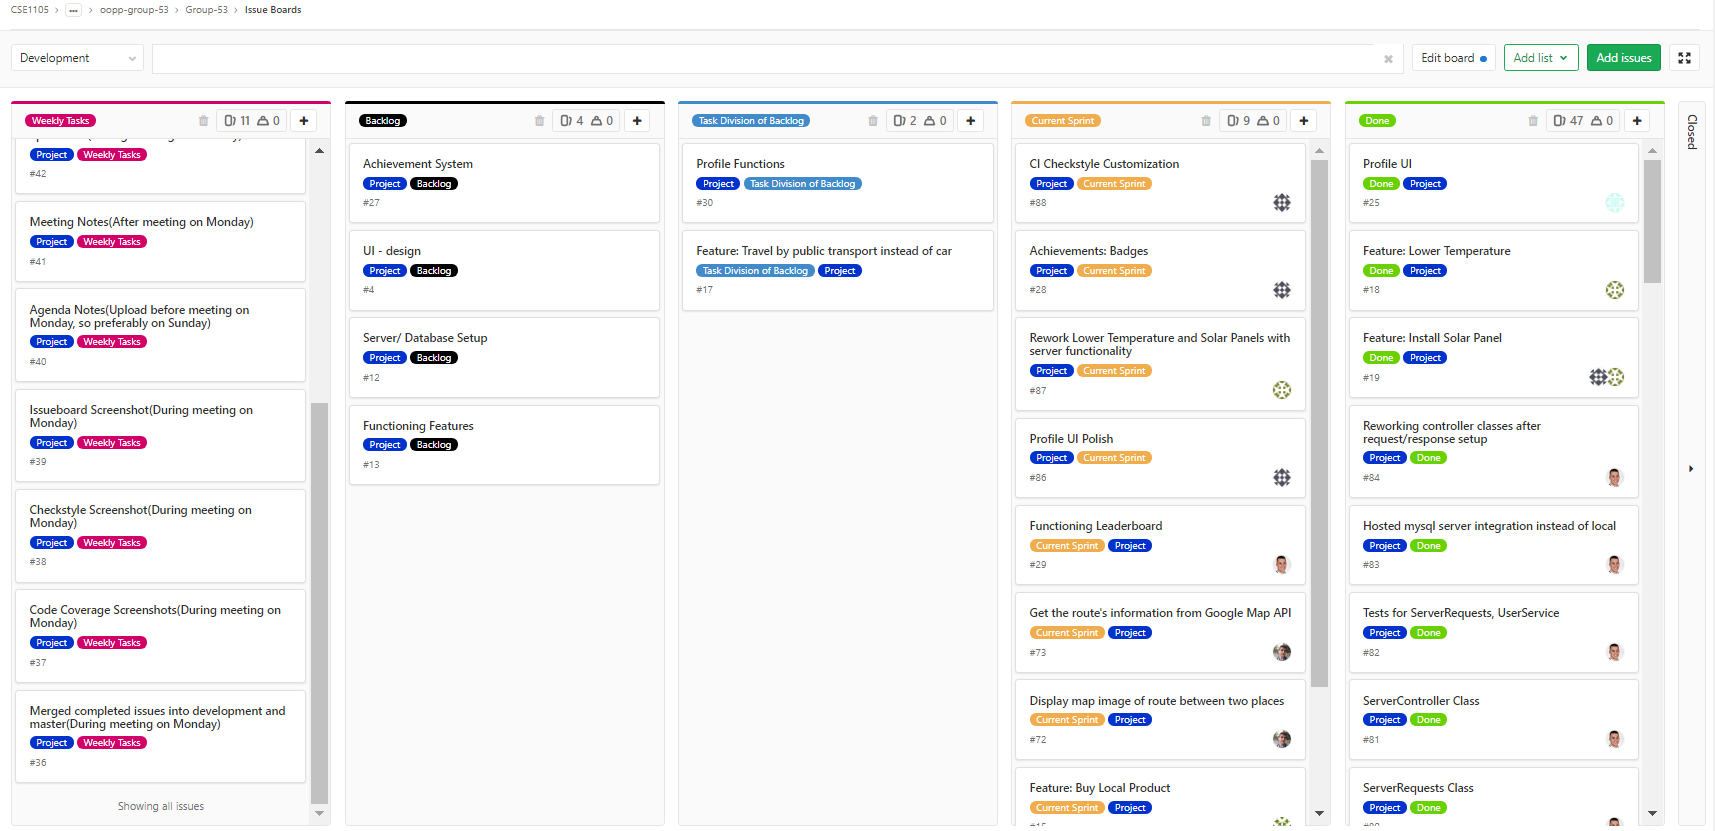 CSE1105 > ... > oopp-group-53 > Group-53 > Issue Boards
Development
Edit board
Add list
Add issues
Weekly Tasks
11
0
Project Weekly Tasks
#42
Meeting Notes(After meeting on Monday)
Project Weekly Tasks
#41
Agenda Notes(Upload before meeting on
Monday, so preferably on Sunday)
Project Weekly Tasks
#40
Issueboard Screenshot(During meeting on
Monday)
Project Weekly Tasks
#39
Checkstyle Screenshot(During meeting on
Monday)
Project Weekly Tasks
#38
Code Coverage Screenshots(During meeting on
Monday)
Project Weekly Tasks
#37
Merged completed issues into development and
master(During meeting on Monday)
Project Weekly Tasks
#36
Showing all issues
Backlog
4
0
Achievement System
Project Backlog
#27
UI - design
Project Backlog
#4
Server/ Database Setup
Project Backlog
#12
Functioning Features
Project Backlog
#13
Task Division of Backlog
2
0
Profile Functions
Project Task Division of Backlog
#30
Feature: Travel by public transport instead of car
Task Division of Backlog Project
#17
Current Sprint
9
0
CI Checkstyle Customization
Project Current Sprint
#88
Achievements: Badges
Project Current Sprint
#28
Rework Lower Temperature and Solar Panels with
server functionality
Project Current Sprint
#87
Profile UI Polish
Project Current Sprint
#86
Functioning Leaderboard
Current Sprint Project
#29
Get the route's information from Google Map API
Current Sprint Project
#73
Display map image of route between two places
Current Sprint Project
#72
Feature: Buy Local Product
Current Sprint Project
Done
47
0
Profile UI
Done Project
#25
Feature: Lower Temperature
Done Project
#18
Feature: Install Solar Panel
Done Project
#19
Reworking controller classes after
request/response setup
Project Done
#84
Hosted mysql server integration instead of local
Project Done
#83
Tests for ServerRequests, UserService
Project Done
#82
ServerController Class
Project Done
#81
ServerRequests Class
Project Done
Closed